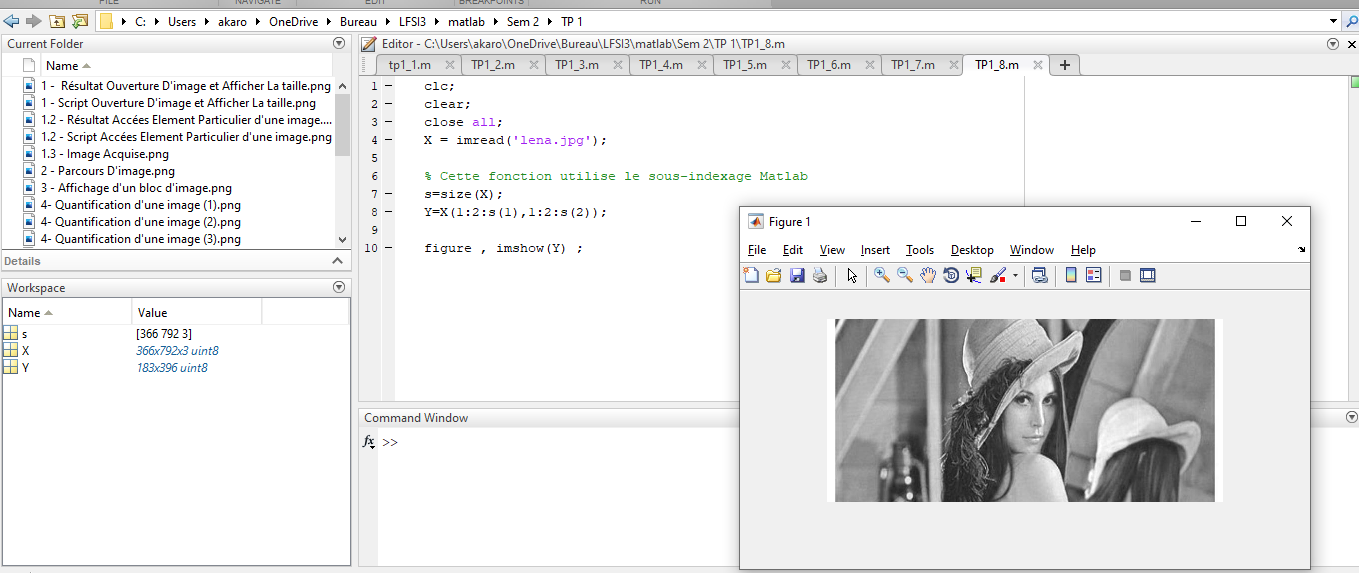 FILE NAVIGATE EDIT BREAKPOINTS RUN
C: Users akaro OneDrive Bureau LFSI3 matlab Sem 2 TP 1
Current Folder
Name
1 - Résultat Ouverture D'image et Afficher La taille.png
1 - Script Ouverture D'image et Afficher La taille.png
1.2 - Résultat Accées Element Particulier d'une image....
1.2 - Script Accées Element Particulier d'une image.png
1.3 - Image Acquise.png
2 - Parcours D'image.png
3 - Affichage d'un bloc d'image.png
4- Quantification d'une image (1).png
4- Quantification d'une image (2).png
4- Quantification d'une image (3).png
Details
Workspace
Name Value
s [366 792 3]
X 366x792x3 uint8
Y 183x396 uint8
Editor - C:\Users\akaro\OneDrive\Bureau\LFSI3\matlab\Sem 2\TP 1\TP1_8.m
tp1_1.m TP1_2.m TP1_3.m TP1_4.m TP1_5.m TP1_6.m TP1_7.m TP1_8.m
1 clc;
2 clear;
3 close all;
4 X = imread('lena.jpg');
5
6 % Cette fonction utilise le sous-indexage Matlab
7 s=size(X);
8 Y=X(1:2:s(1),1:2:s(2));
9
10 figure , imshow(Y) ;
Command Window
fx >>
Figure 1
File Edit View Insert Tools Desktop Window Help